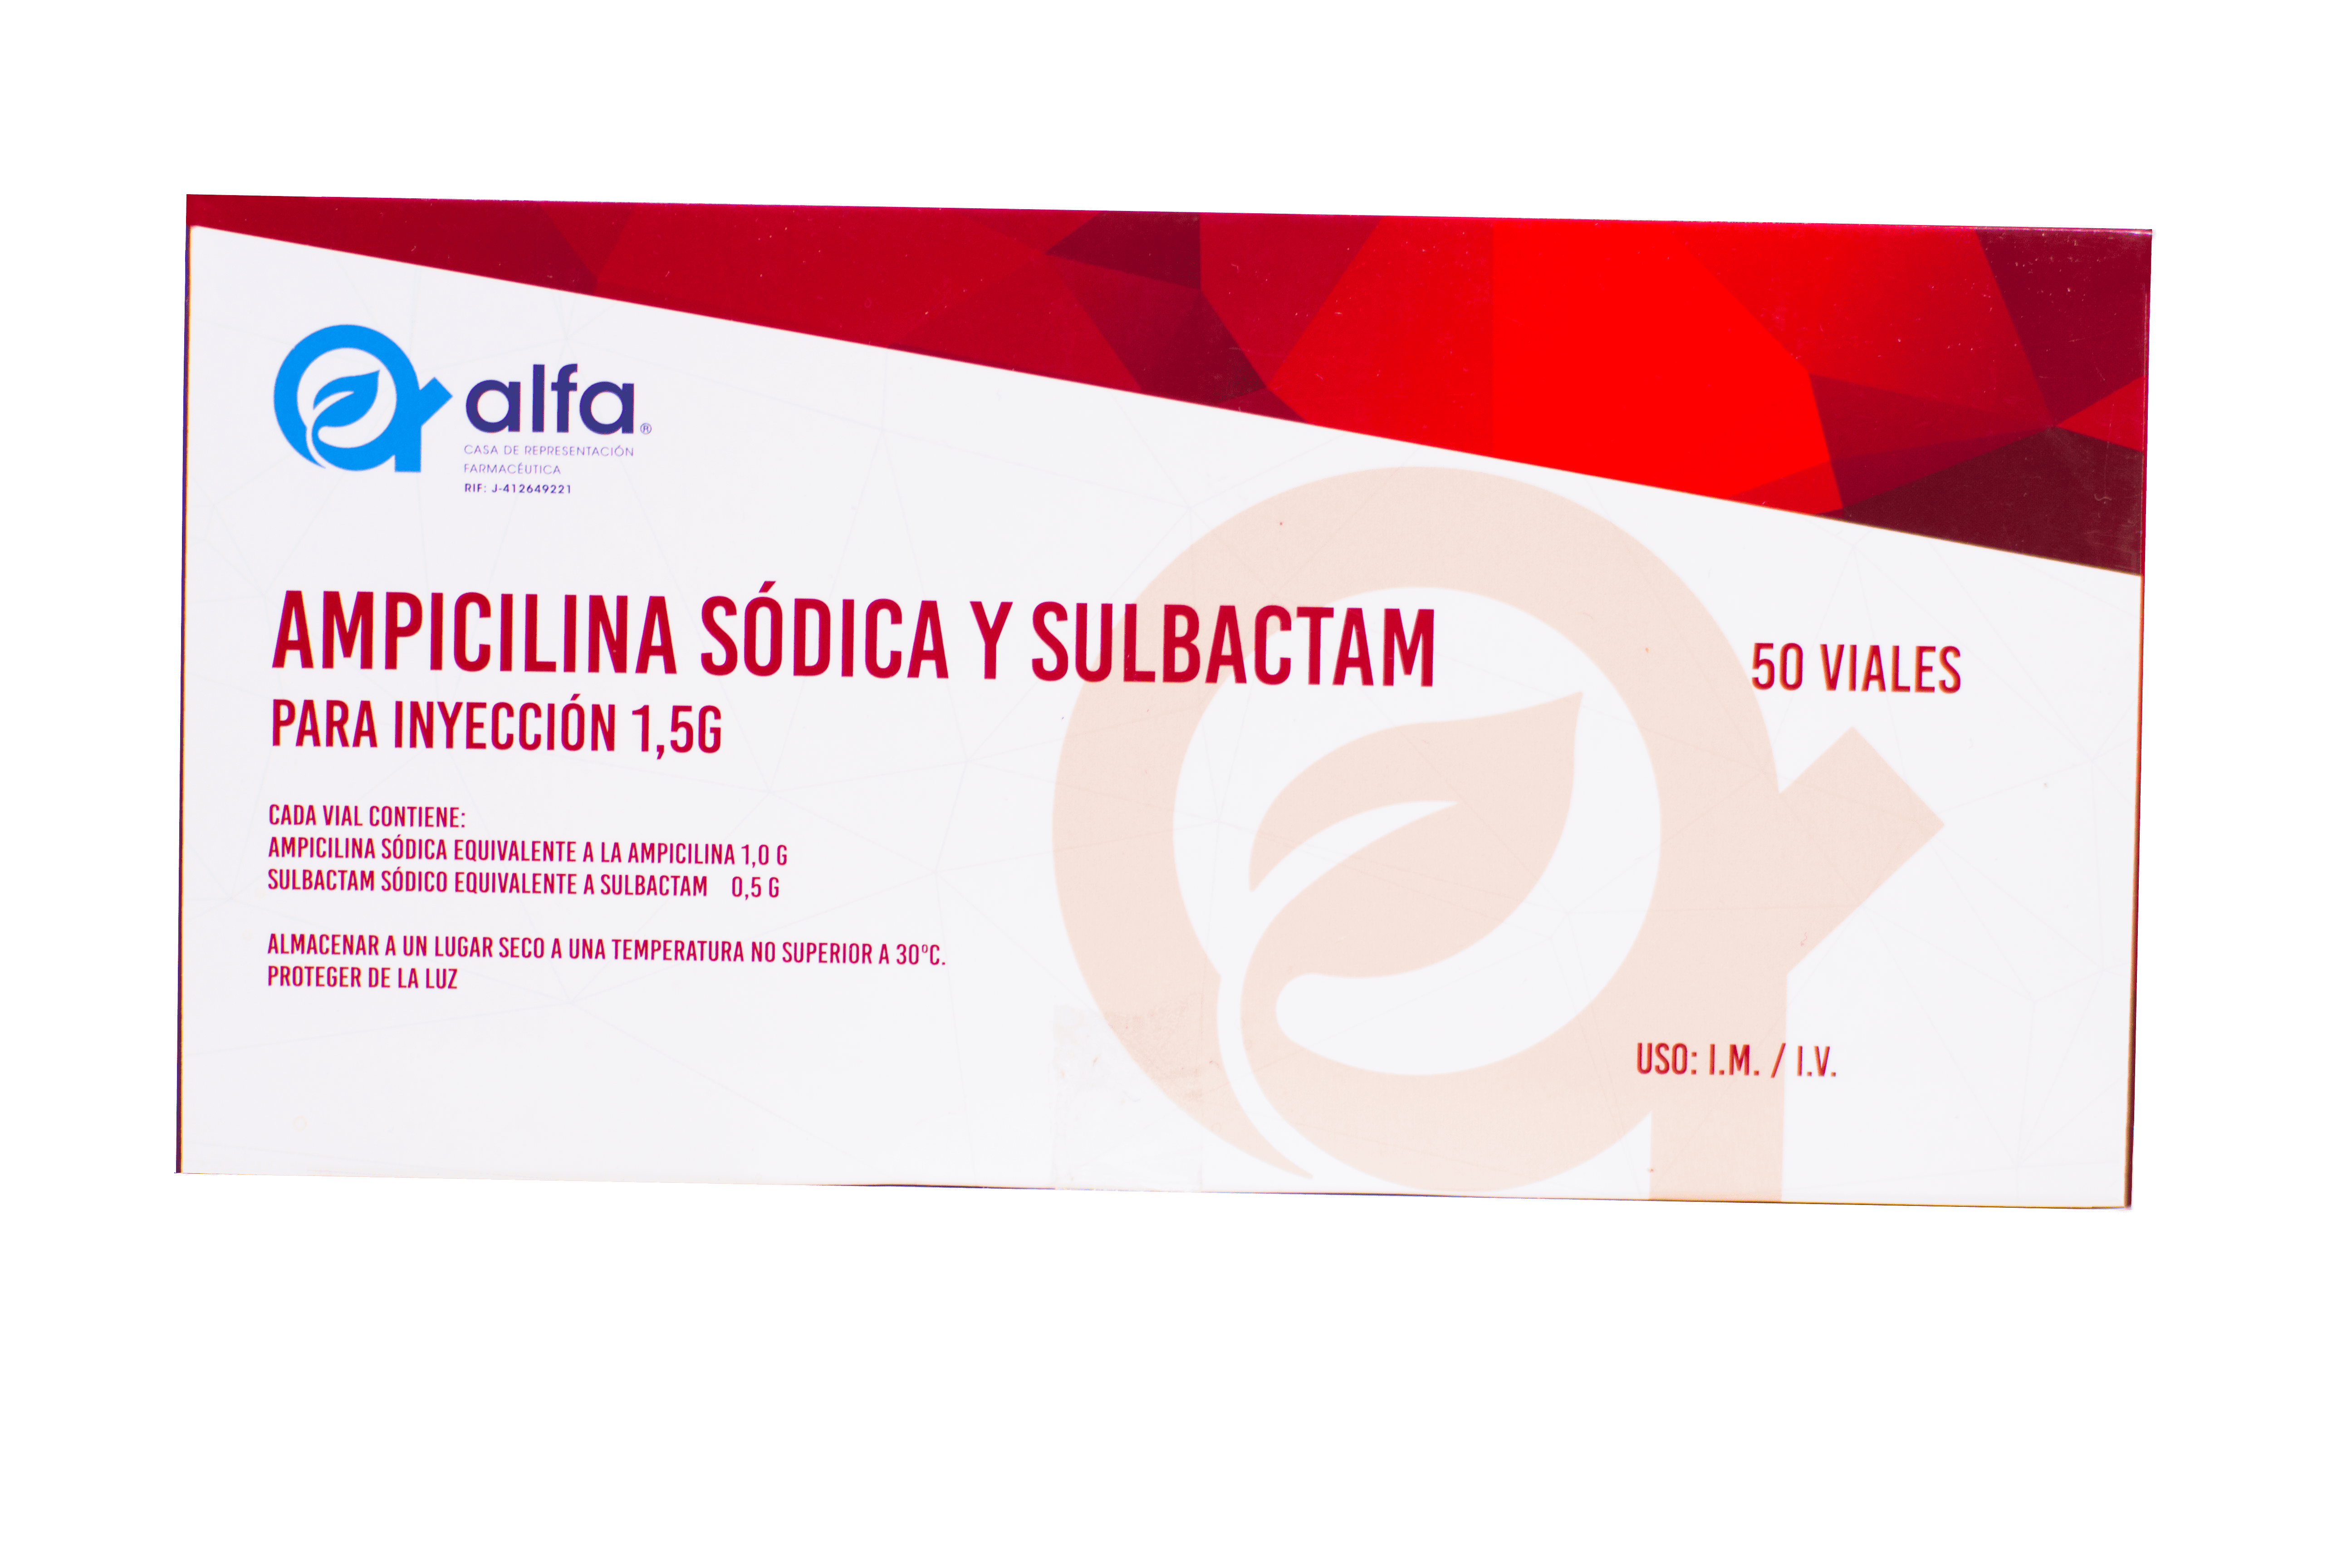 alfa®
CASA DE REPRESENTACIÓN
FARMACÉUTICA
RIF: J-412649221
AMPICILINA SÓDICA Y SULBACTAM
50 VIALES
PARA INYECCIÓN 1,5G
CADA VIAL CONTIENE:
AMPICILINA SÓDICA EQUIVALENTE A LA AMPICILINA 1,0 G
SULBACTAM SÓDICO EQUIVALENTE A SULBACTAM 0,5 G
ALMACENAR A UN LUGAR SECO A UNA TEMPERATURA NO SUPERIOR A 30ºC.
PROTEGER DE LA LUZ
USO: I.M. / I.V.